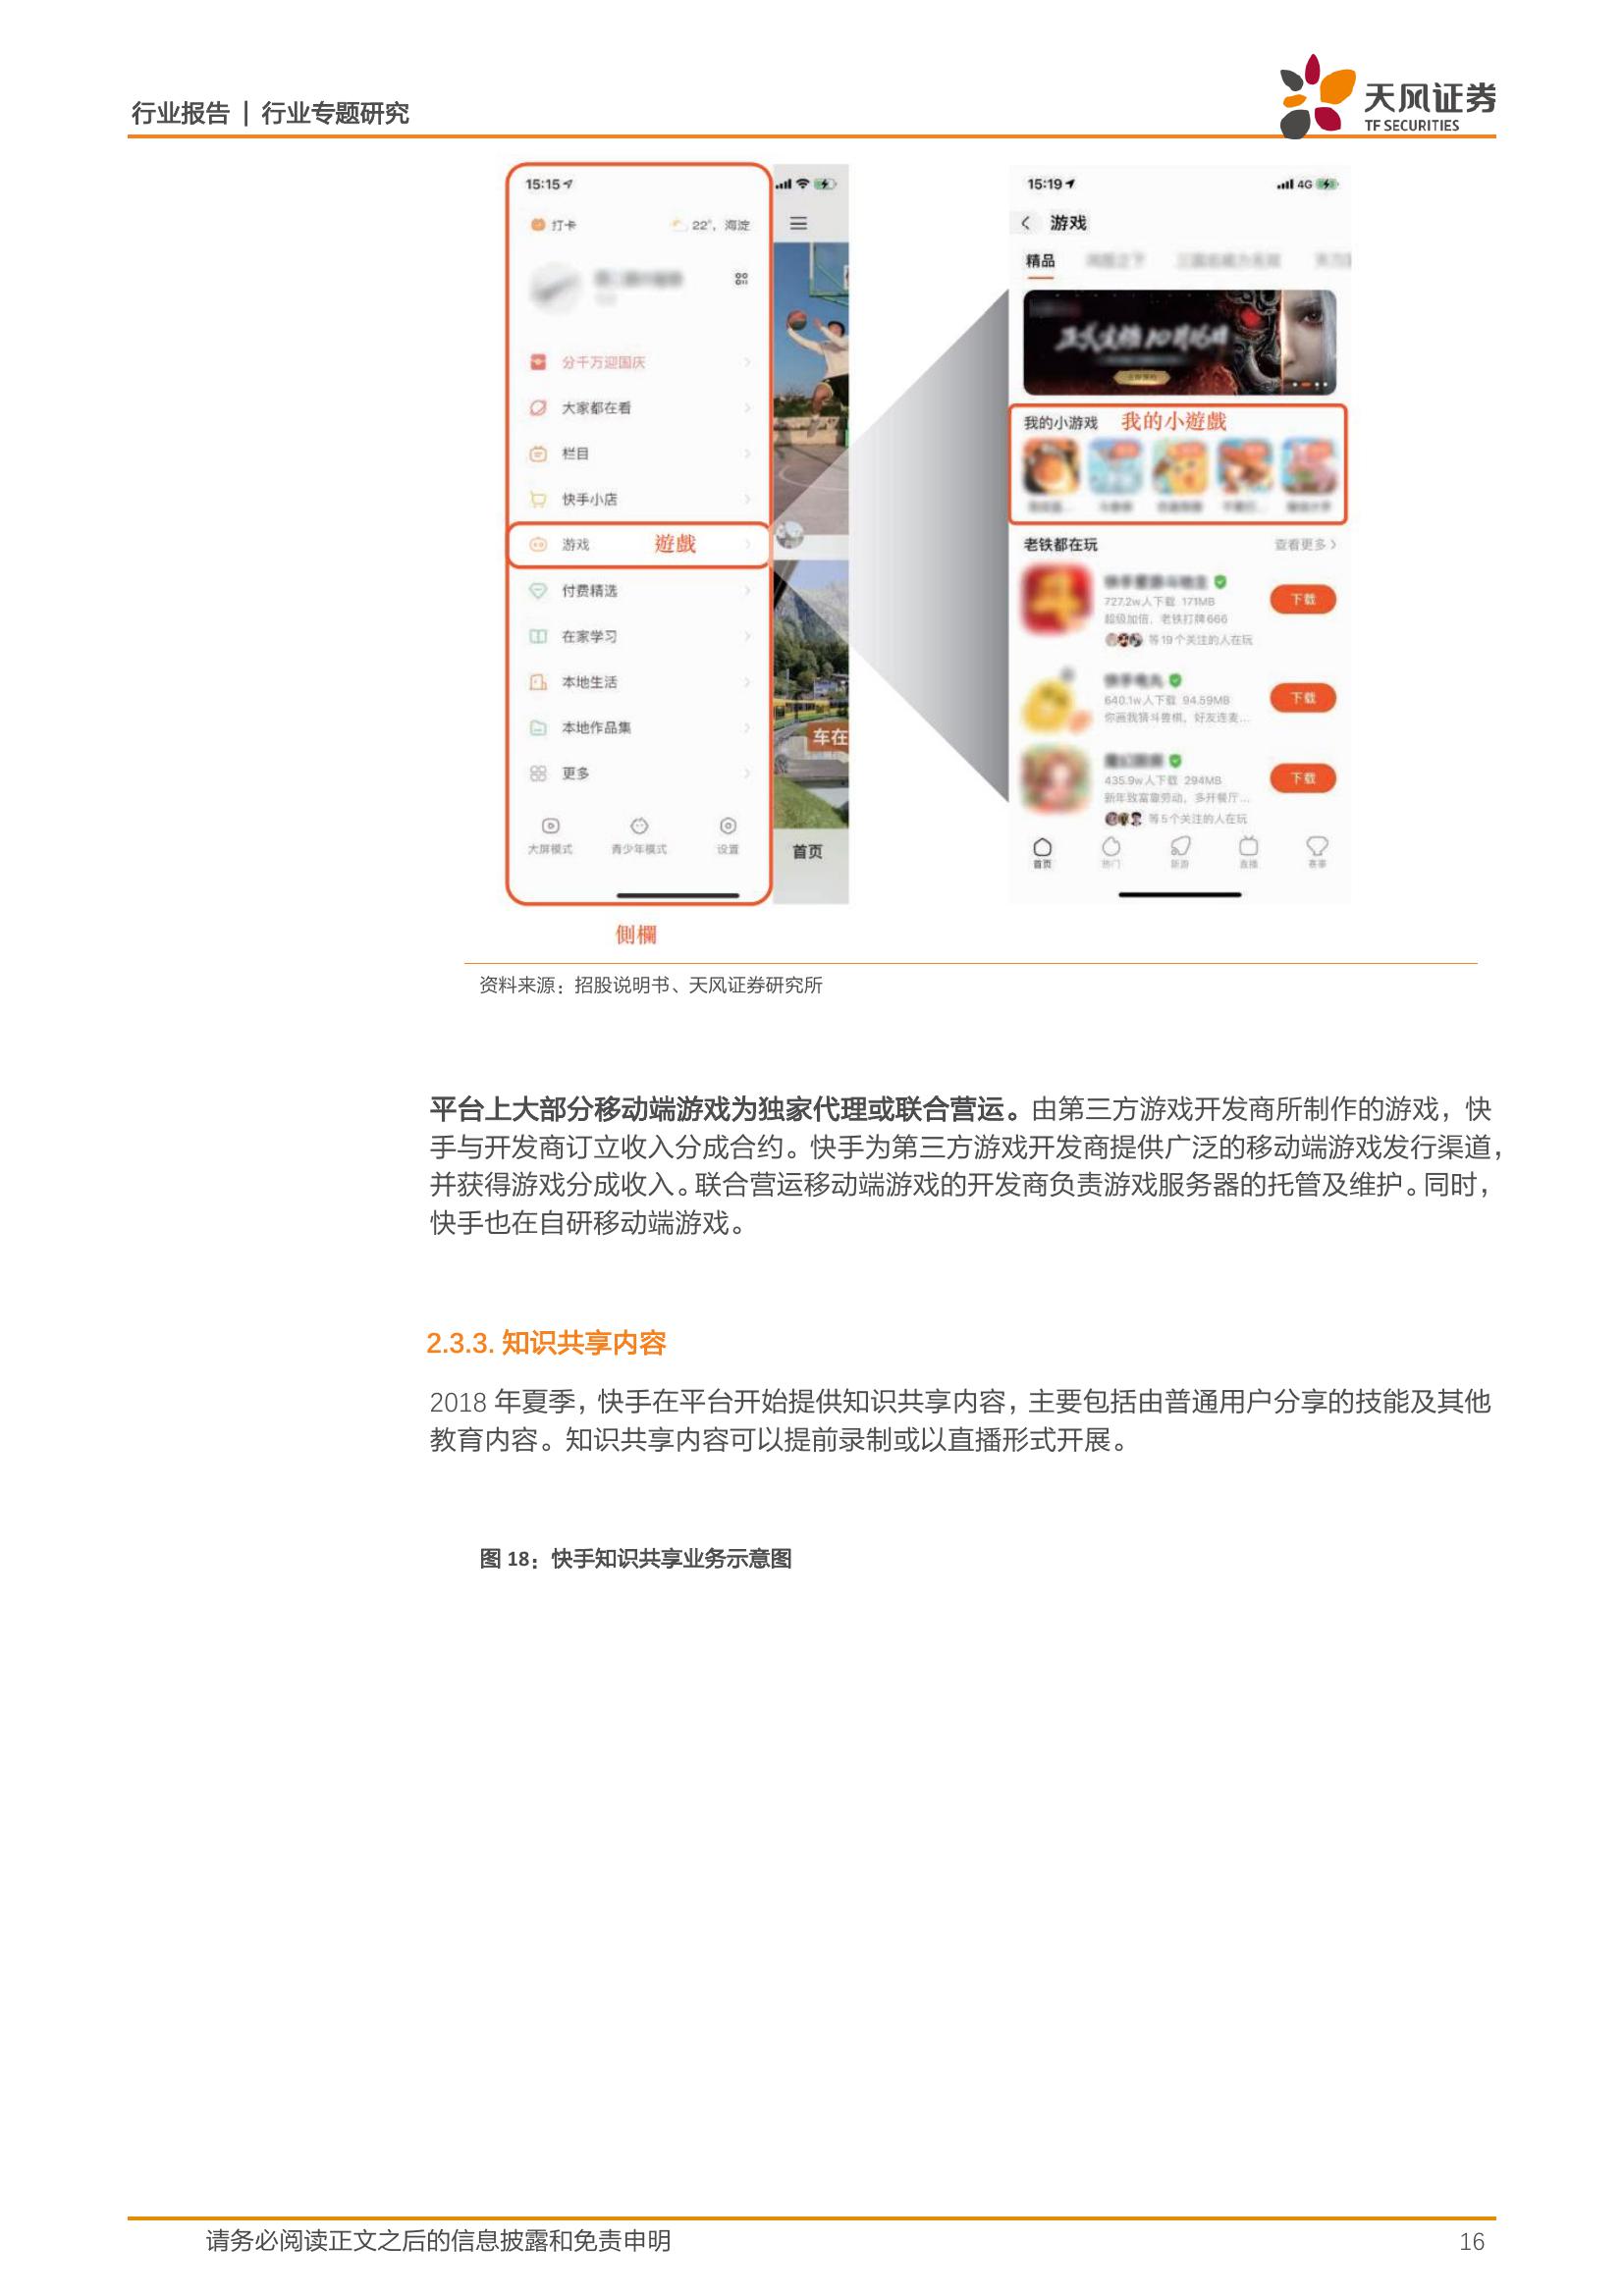 行业报告 | 行业专题研究
天风证券
TF SECURITIES
15:15
打卡
22°，海淀
分千万迎国庆
大家都在看
栏目
快手小店
游戏
遊戲
付费精选
在家学习
本地生活
本地作品集
更多
大屏模式 青少年模式 设置
车在
首页
側欄
15:19
4G
游戏
精品
我的小游戏 我的小遊戲
老铁都在玩 查看更多
727.2w人下载 171MB
下载
超级加倍，老铁打牌666
等19个关注的人在玩
640.1w人下载 94.59MB
下载
你画我猜斗兽棋，好友连麦...
435.9w人下载 294MB
下载
新年致富靠劳动，多开餐厅...
等5个关注的人在玩
首页 热门 新游 直播 赛事
资料来源：招股说明书、天风证券研究所
平台上大部分移动端游戏为独家代理或联合营运。由第三方游戏开发商所制作的游戏，快
手与开发商订立收入分成合约。快手为第三方游戏开发商提供广泛的移动端游戏发行渠道，
并获得游戏分成收入。联合营运移动端游戏的开发商负责游戏服务器的托管及维护。同时，
快手也在自研移动端游戏。
2.3.3. 知识共享内容
2018 年夏季，快手在平台开始提供知识共享内容，主要包括由普通用户分享的技能及其他
教育内容。知识共享内容可以提前录制或以直播形式开展。
图 18：快手知识共享业务示意图
请务必阅读正文之后的信息披露和免责申明
16